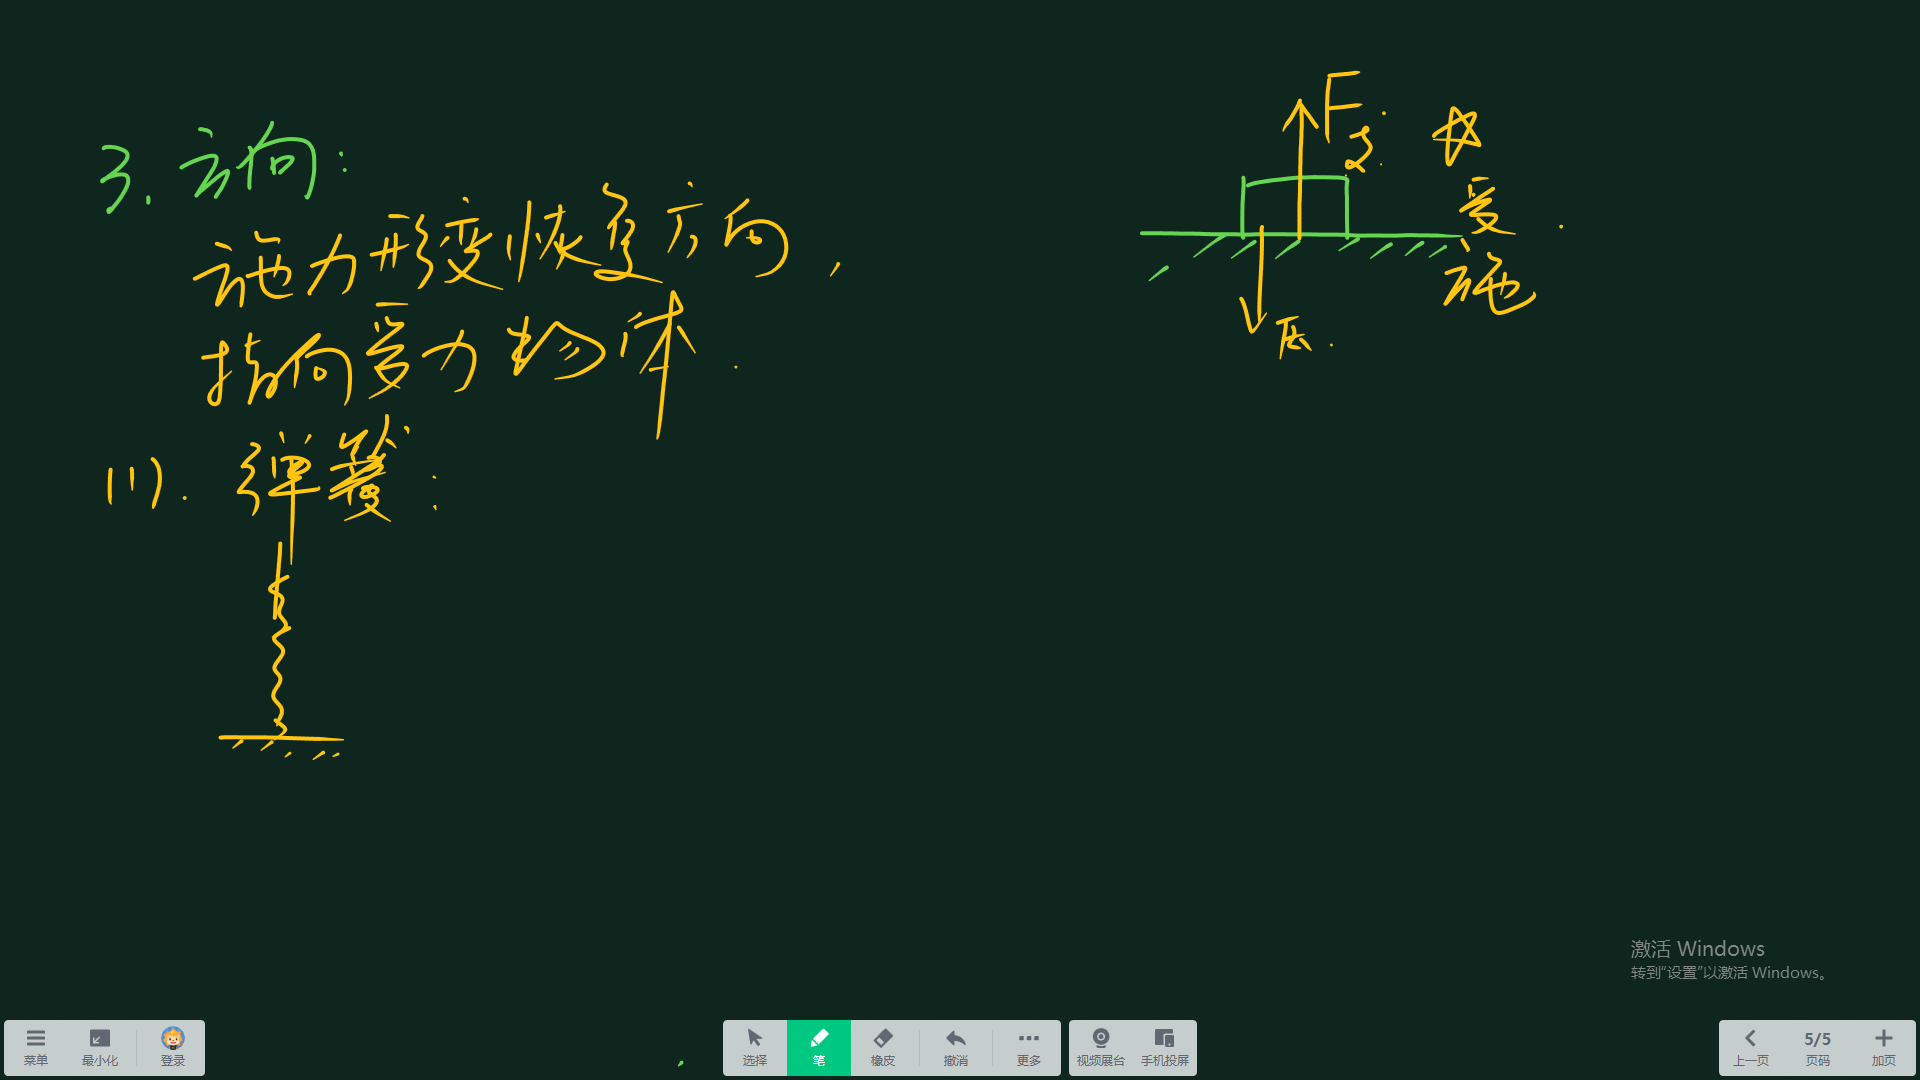 3. 方向:
施力形变恢复方向,
指向受力物体.
(1). 弹簧:
F支.
受.
施
F压.
激活 Windows
转到“设置”以激活 Windows。
菜单
最小化
登录
选择
笔
橡皮
撤消
更多
视频展台
手机投屏
上一页
5/5
页码
加页